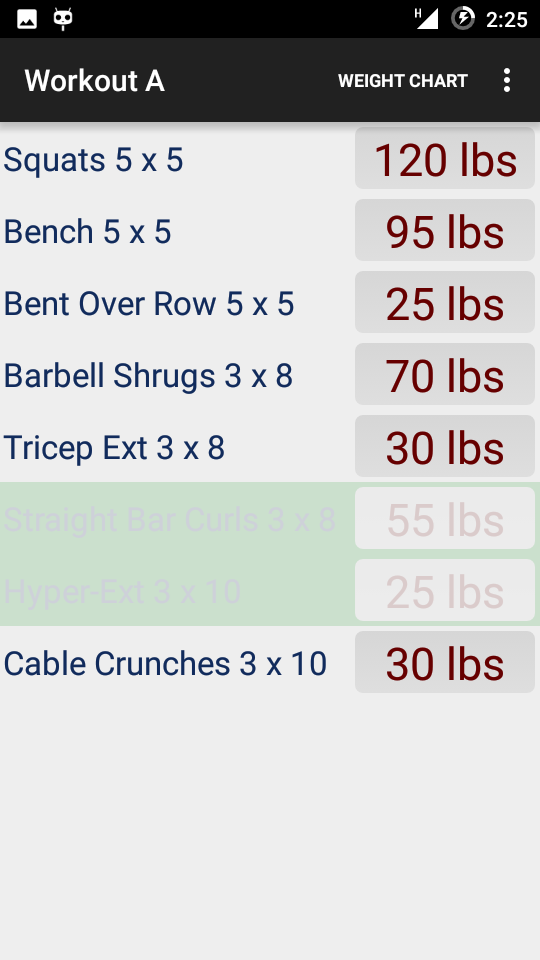 H 2:25
Workout A WEIGHT CHART
Squats 5 x 5 120 lbs
Bench 5 x 5 95 lbs
Bent Over Row 5 x 5 25 lbs
Barbell Shrugs 3 x 8 70 lbs
Tricep Ext 3 x 8 30 lbs
Straight Bar Curls 3 x 8 55 lbs
Hyper-Ext 3 x 10 25 lbs
Cable Crunches 3 x 10 30 lbs